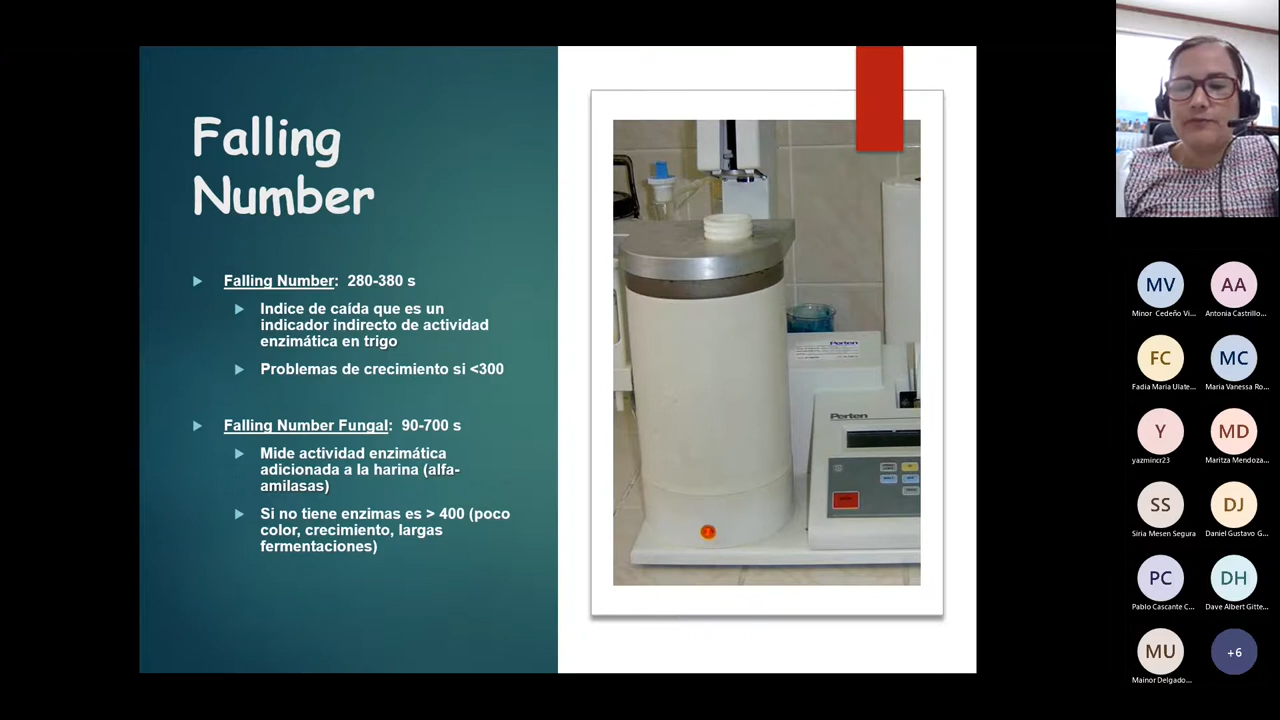 Falling
Number
Falling Number: 280-380 s
Indice de caída que es un
indicador indirecto de actividad
enzimática en trigo
Problemas de crecimiento si <300
Falling Number Fungal: 90-700 s
Mide actividad enzimática
adicionada a la harina (alfa-
amilasas)
Si no tiene enzimas es > 400 (poco
color, crecimiento, largas
fermentaciones)
Perten
Perten
MV
Minor Cedeño Vi...
AA
Antonia Castrillo...
FC
Fadia Maria Ulate...
MC
Maria Vanessa Ro...
Y
yazmincr23
MD
Maritza Mendoza...
SS
Siria Mesen Segura
DJ
Daniel Gustavo G...
PC
Pablo Cascante C...
DH
Dave Albert Gitte...
MU
Mainor Delgado...
+6